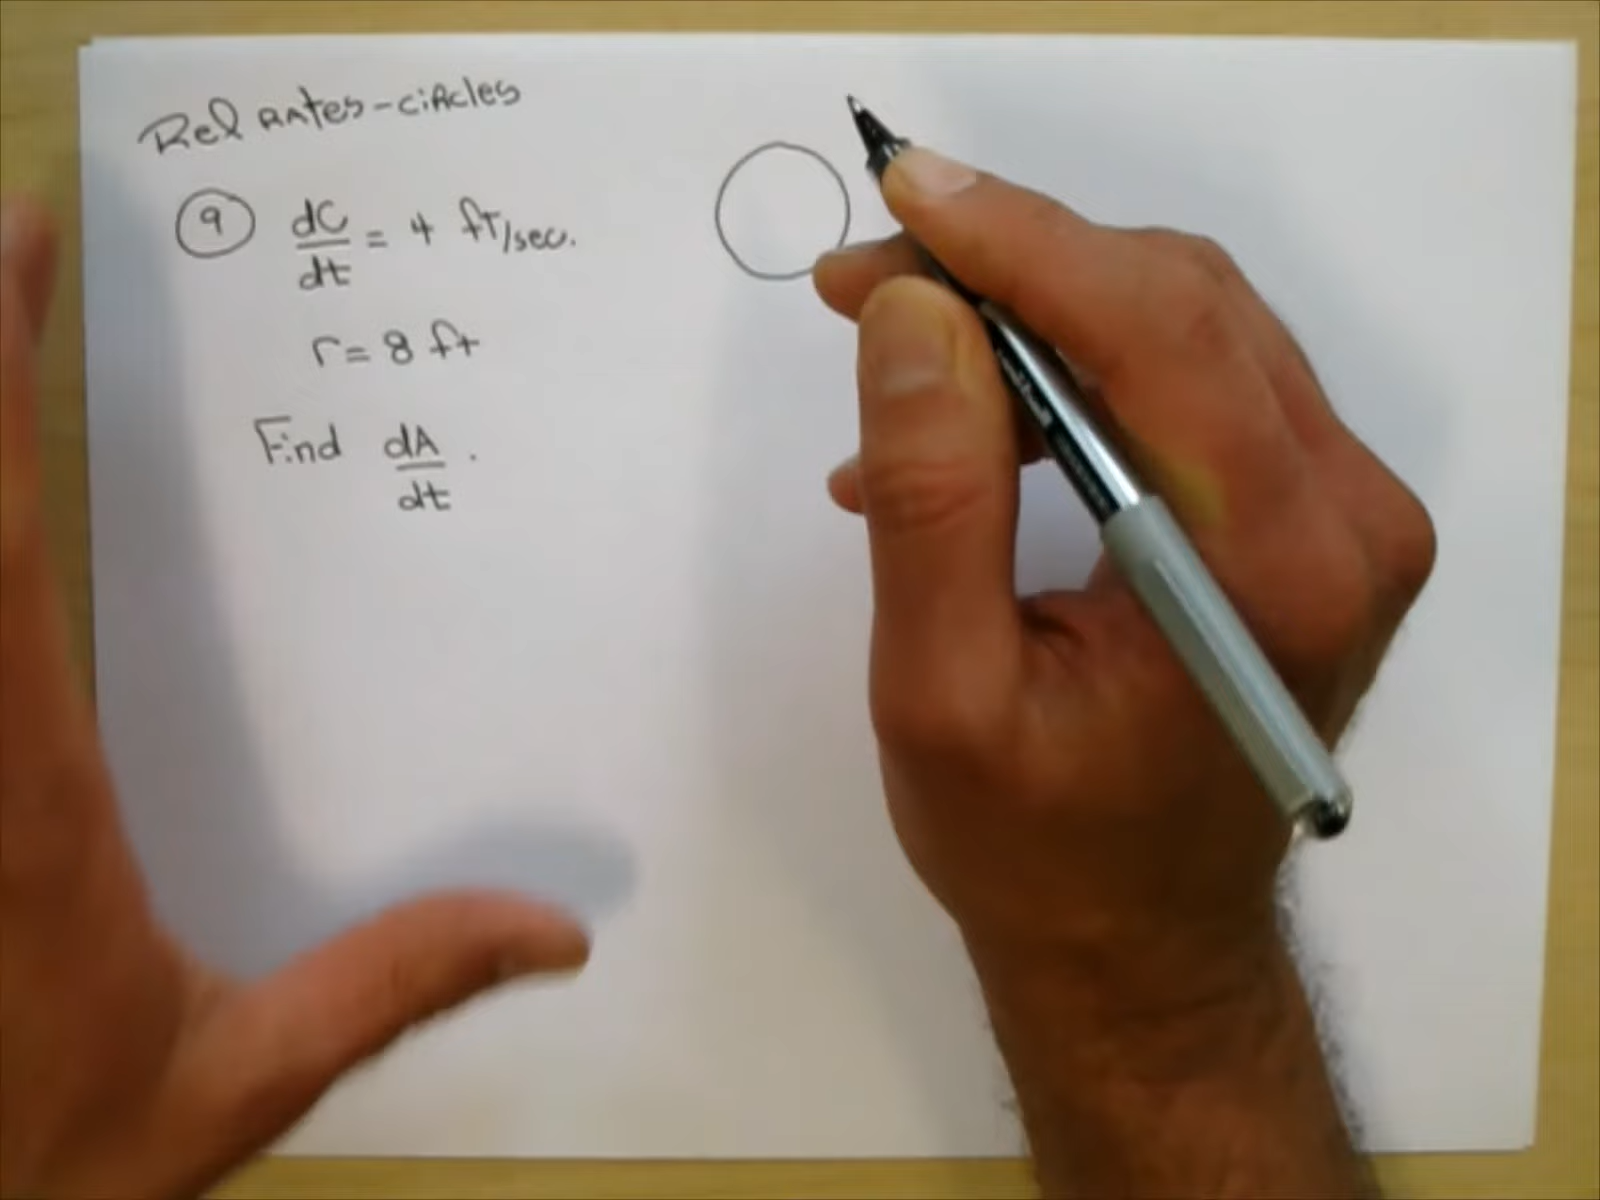 Rel Rates - circles
9 dC/dt = 4 ft/sec.
r = 8 ft
Find dA/dt.